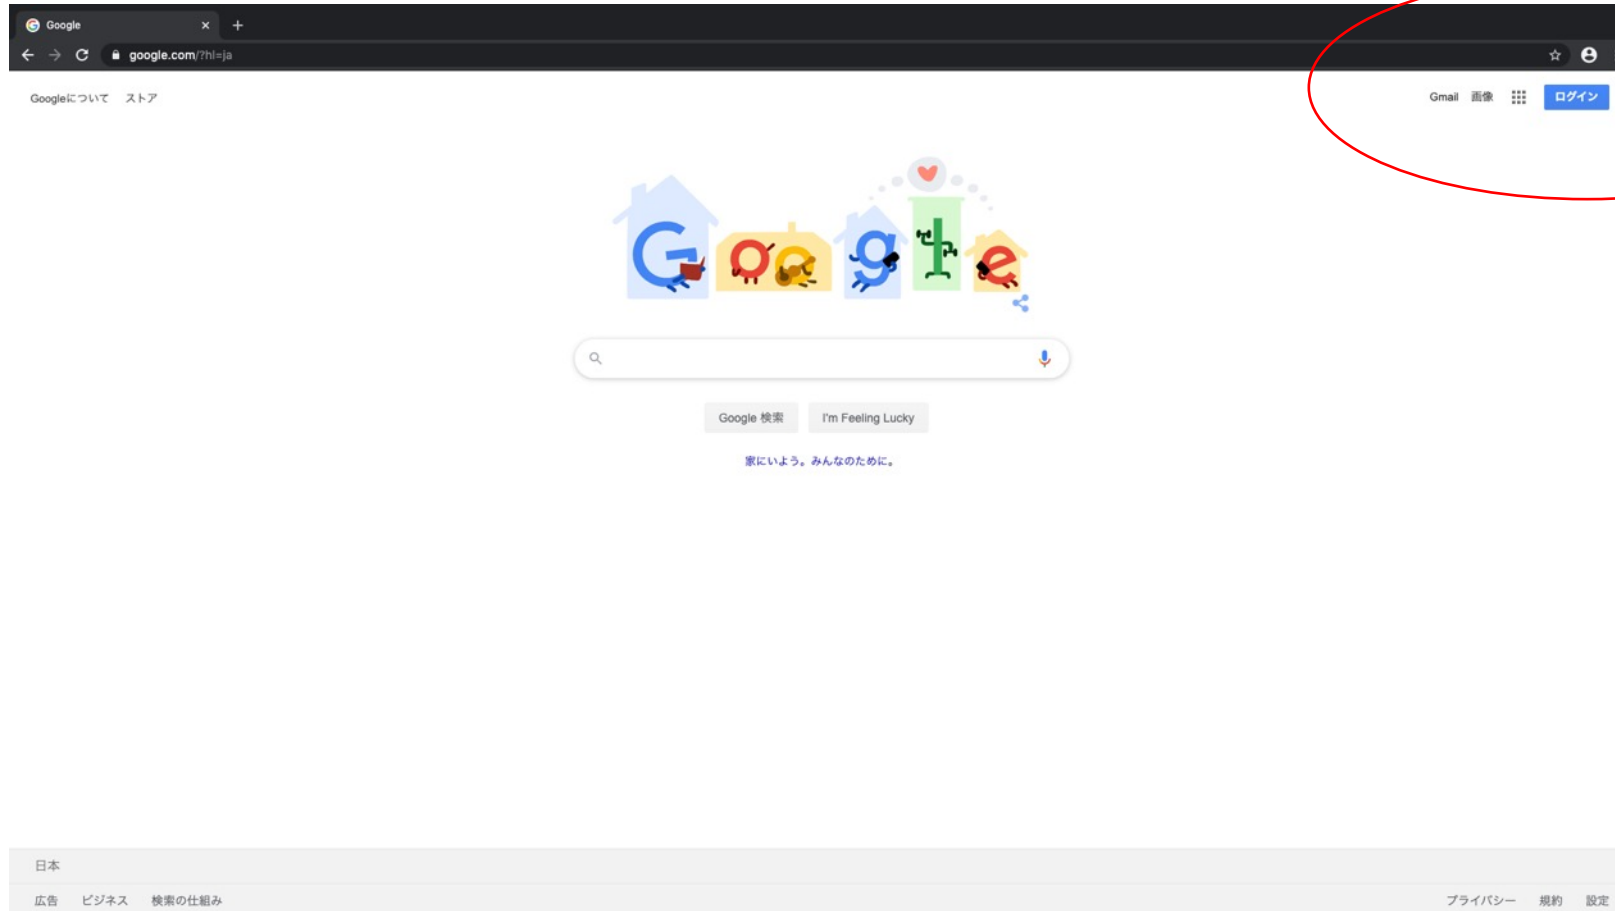 Google
google.com/?hl=ja
Googleについて ストア
Gmail 画像 ログイン
Google
Google 検索 I'm Feeling Lucky
家にいよう。みんなのために。
日本
広告 ビジネス 検索の仕組み プライバシー 規約 設定